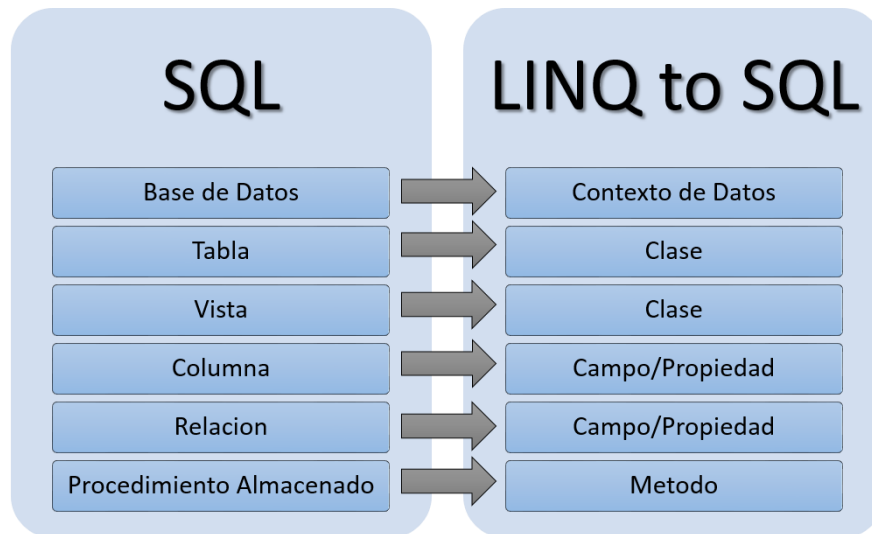 SQL
LINQ to SQL
Base de Datos
Contexto de Datos
Tabla
Clase
Vista
Clase
Columna
Campo/Propiedad
Relacion
Campo/Propiedad
Procedimiento Almacenado
Metodo